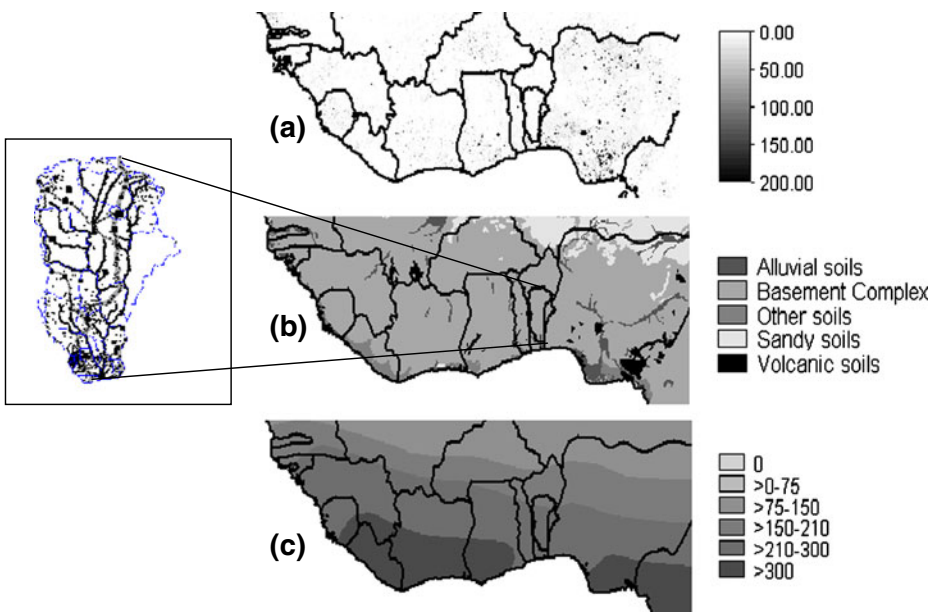 (a)
0.00
50.00
100.00
150.00
200.00
(b)
Alluvial soils
Basement Complex
Other soils
Sandy soils
Volcanic soils
(c)
0
>0-75
>75-150
>150-210
>210-300
>300